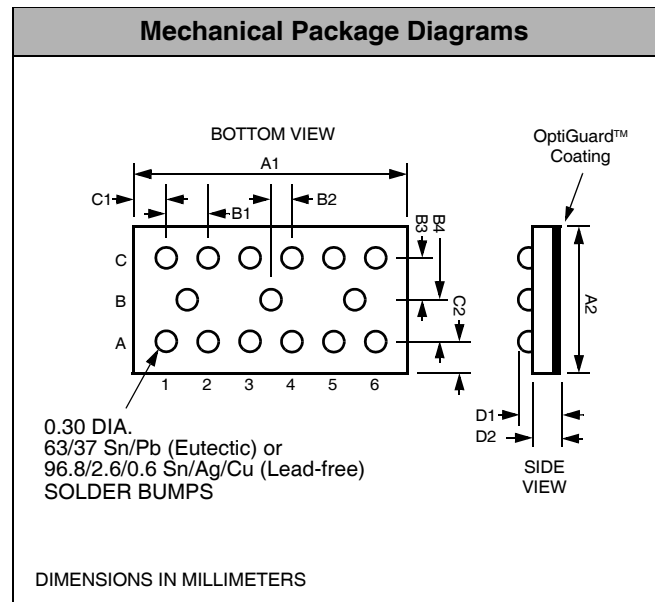 Mechanical Package Diagrams
BOTTOM VIEW
OptiGuard™
Coating
A1
C1
B1
B2
B3
B4
C
B
A
C2
A2
1 2 3 4 5 6
D1
D2
0.30 DIA.
63/37 Sn/Pb (Eutectic) or
96.8/2.6/0.6 Sn/Ag/Cu (Lead-free)
SOLDER BUMPS
SIDE
VIEW
DIMENSIONS IN MILLIMETERS